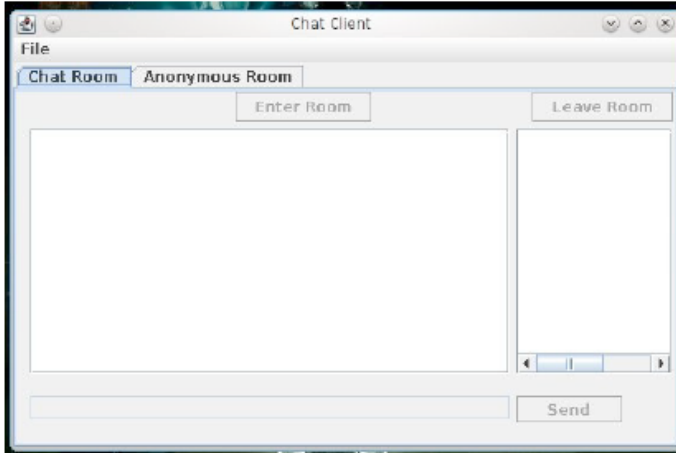 Chat Client
File
Chat Room Anonymous Room
Enter Room Leave Room
Send